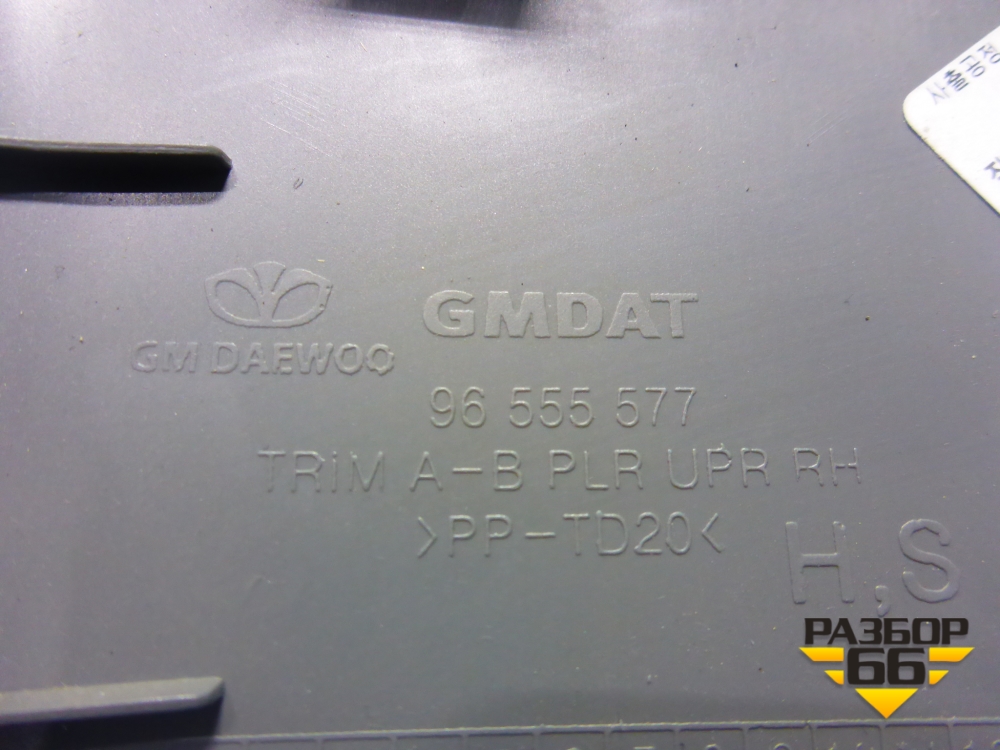 GMDAT
GM DAEWOO
96 555 577
TRIM A-B PLR UPR RH
>PP-TD20<
H,S
РАЗБОР
66